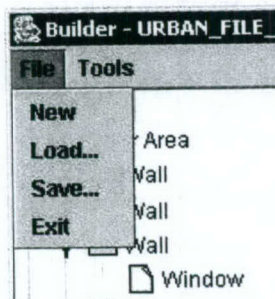 Builder - URBAN_FILE_
File Tools
New
Load...
Save...
Exit
Area
Wall
Wall
Wall
Window